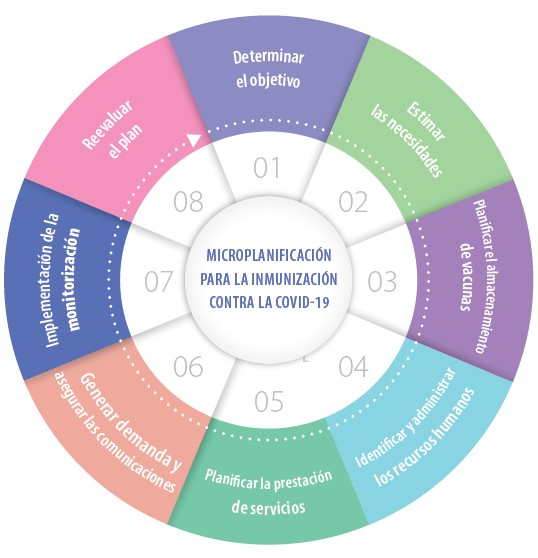 MICROPLANIFICACIÓN
PARA LA INMUNIZACIÓN
CONTRA LA COVID-19
01
Determinar
el objetivo
02
Estimar
las necesidades
03
Planificar el almacenamiento
de vacunas
04
Identificar y administrar
los recursos humanos
05
Planificar la prestación
de servicios
06
Generar demanda y
asegurar las comunicaciones
07
Implementación de la
monitorización
08
Reevaluar
el plan